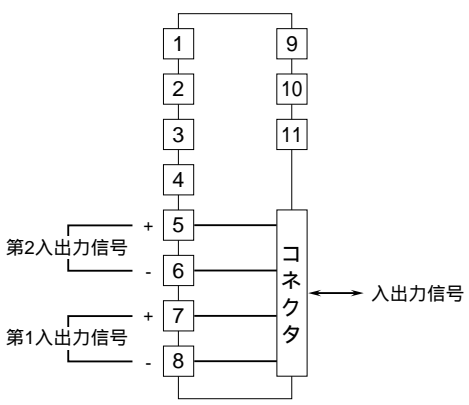 1 9
2 10
3 11
4
+ 5
第2入出力信号
- 6
コネクタ
入出力信号
+ 7
第1入出力信号
- 8